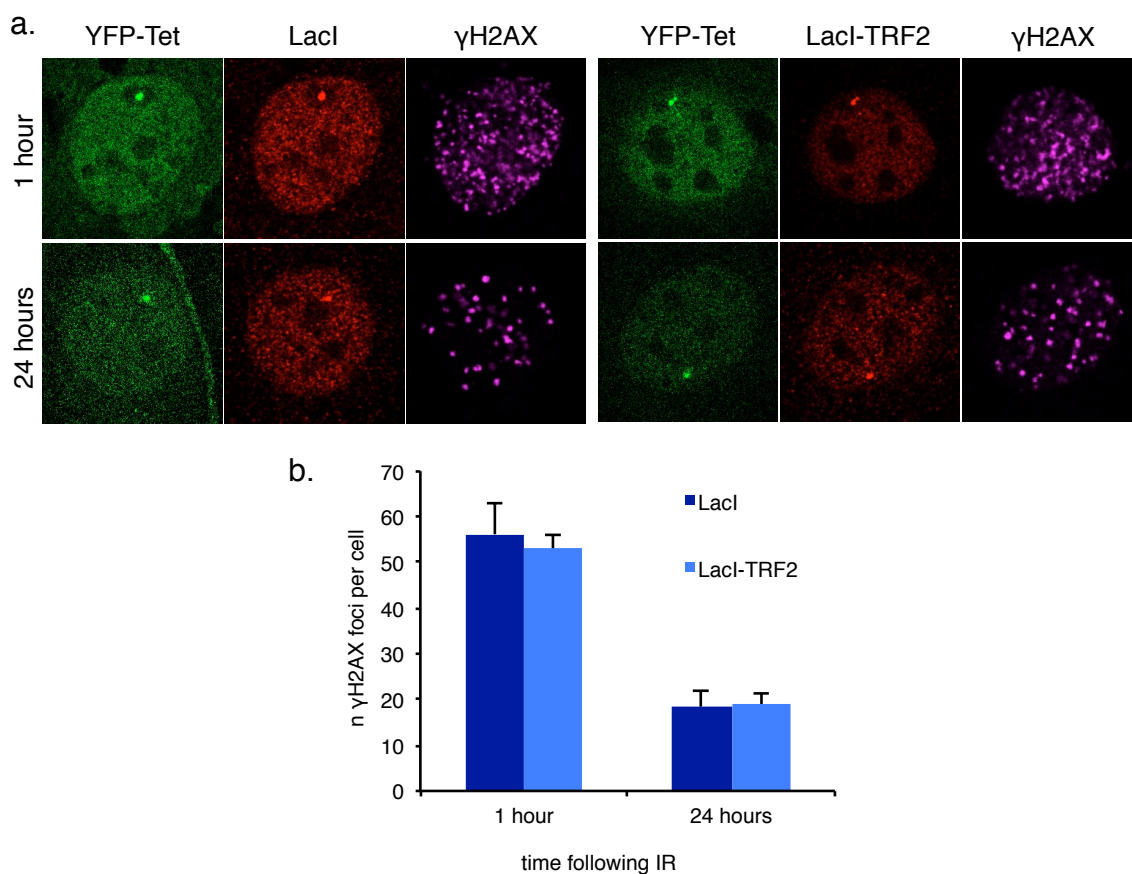 a.
YFP-Tet LacI γH2AX YFP-Tet LacI-TRF2 γH2AX
1 hour
24 hours
b.
n γH2AX foci per cell
70
60
50
40
30
20
10
0
LacI
LacI-TRF2
1 hour 24 hours
time following IR